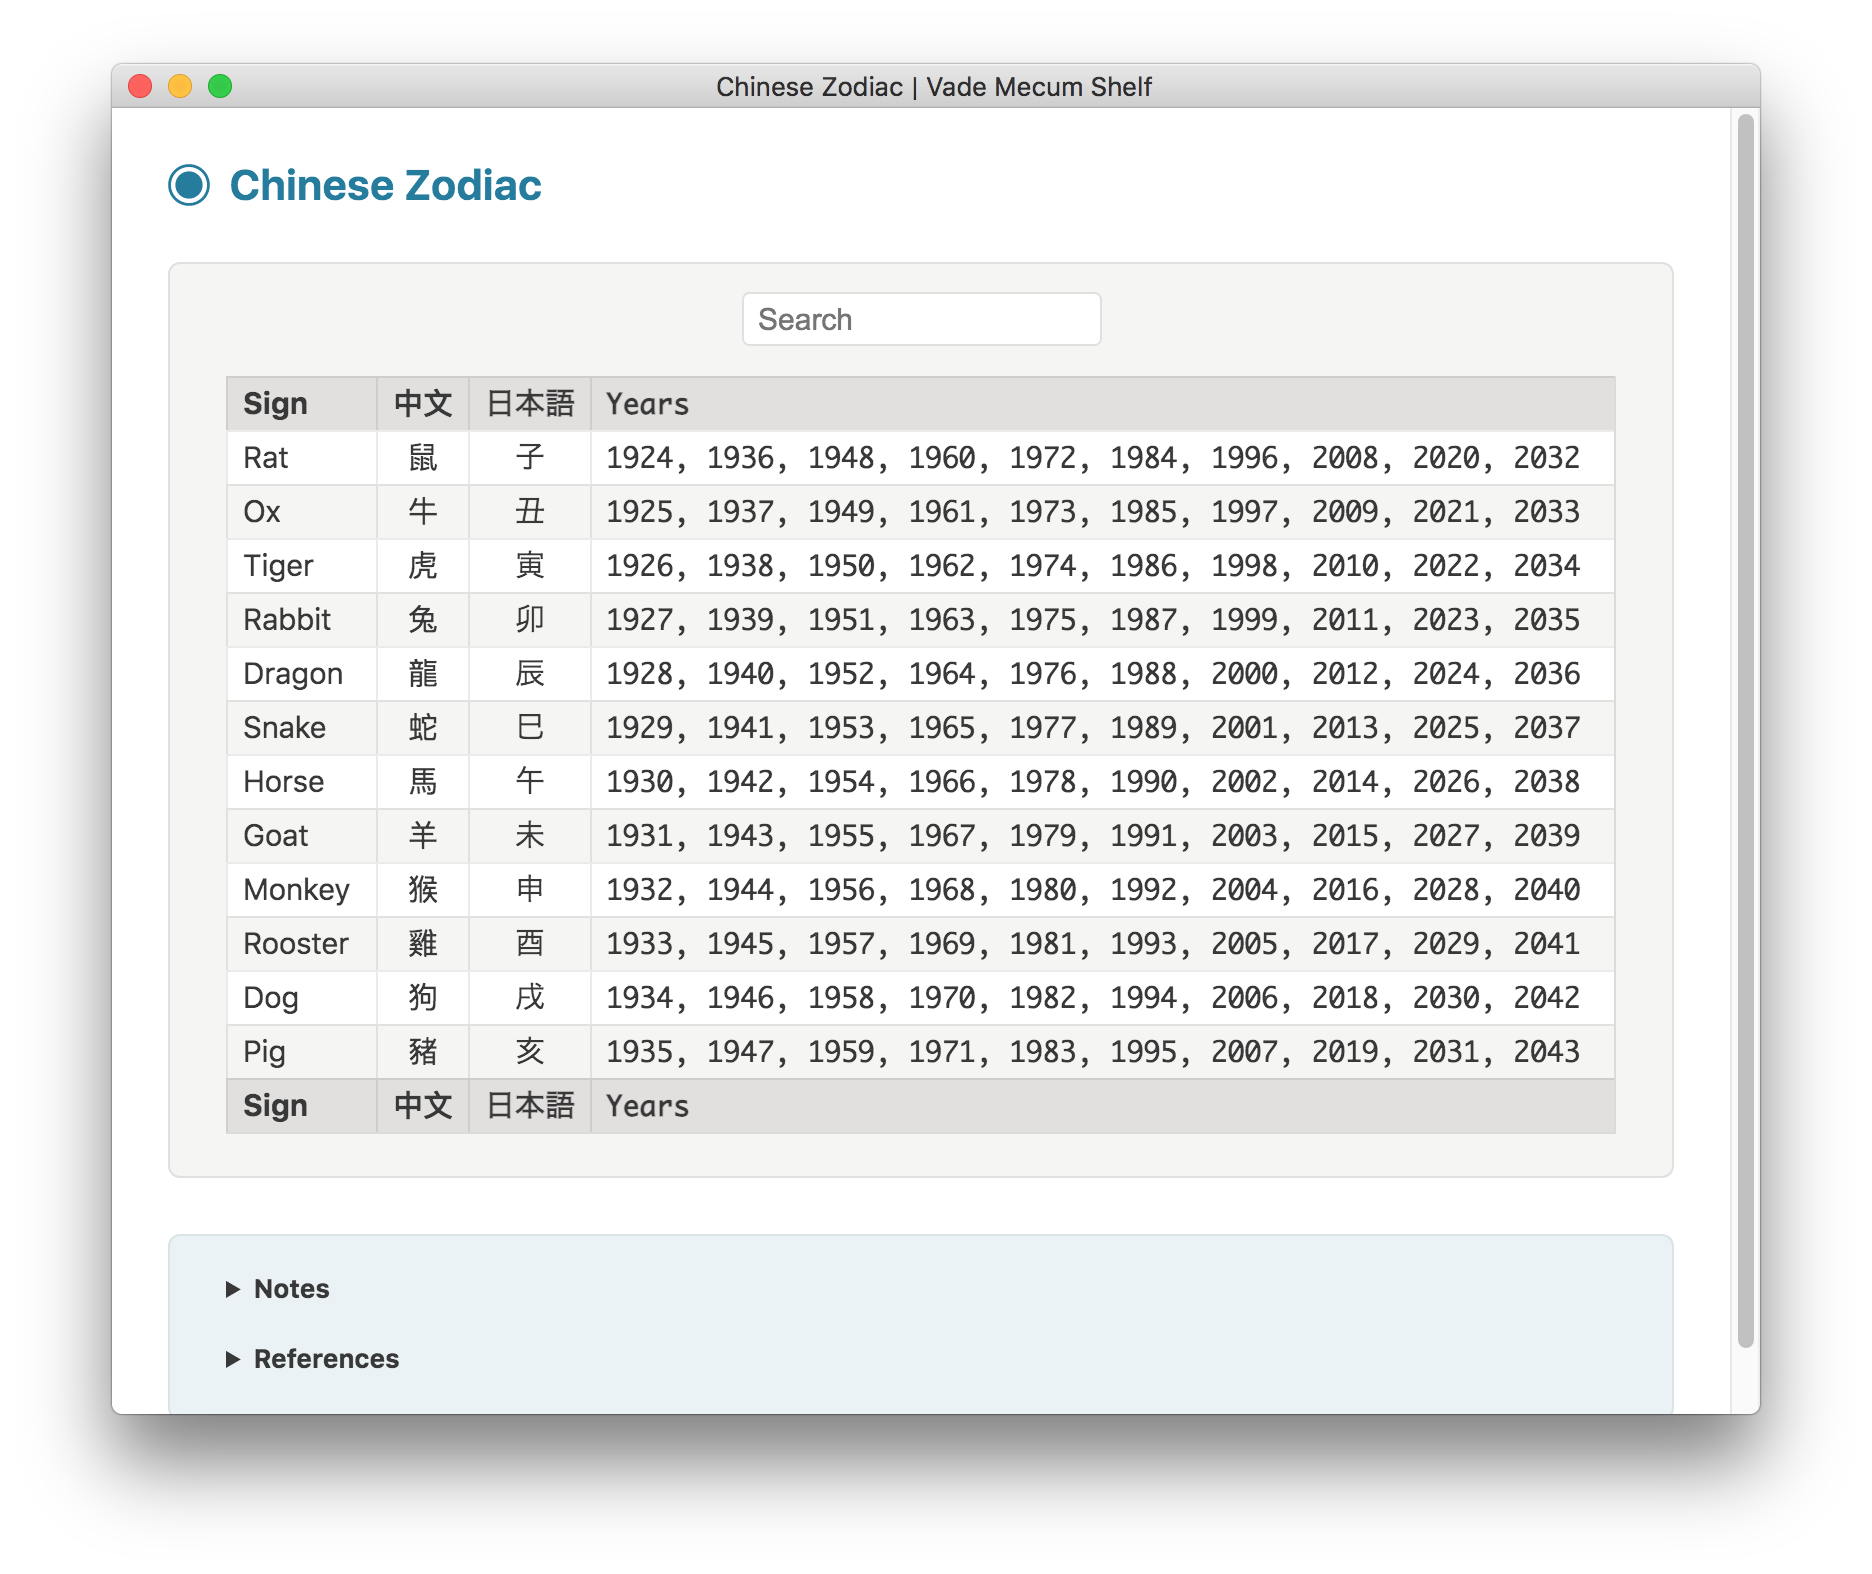 Chinese Zodiac | Vade Mecum Shelf
Chinese Zodiac
Search
Sign 中文 日本語 Years
Rat 鼠 子 1924, 1936, 1948, 1960, 1972, 1984, 1996, 2008, 2020, 2032
Ox 牛 丑 1925, 1937, 1949, 1961, 1973, 1985, 1997, 2009, 2021, 2033
Tiger 虎 寅 1926, 1938, 1950, 1962, 1974, 1986, 1998, 2010, 2022, 2034
Rabbit 兔 卯 1927, 1939, 1951, 1963, 1975, 1987, 1999, 2011, 2023, 2035
Dragon 龍 辰 1928, 1940, 1952, 1964, 1976, 1988, 2000, 2012, 2024, 2036
Snake 蛇 巳 1929, 1941, 1953, 1965, 1977, 1989, 2001, 2013, 2025, 2037
Horse 馬 午 1930, 1942, 1954, 1966, 1978, 1990, 2002, 2014, 2026, 2038
Goat 羊 未 1931, 1943, 1955, 1967, 1979, 1991, 2003, 2015, 2027, 2039
Monkey 猴 申 1932, 1944, 1956, 1968, 1980, 1992, 2004, 2016, 2028, 2040
Rooster 雞 酉 1933, 1945, 1957, 1969, 1981, 1993, 2005, 2017, 2029, 2041
Dog 狗 戌 1934, 1946, 1958, 1970, 1982, 1994, 2006, 2018, 2030, 2042
Pig 豬 亥 1935, 1947, 1959, 1971, 1983, 1995, 2007, 2019, 2031, 2043
Sign 中文 日本語 Years
Notes
References